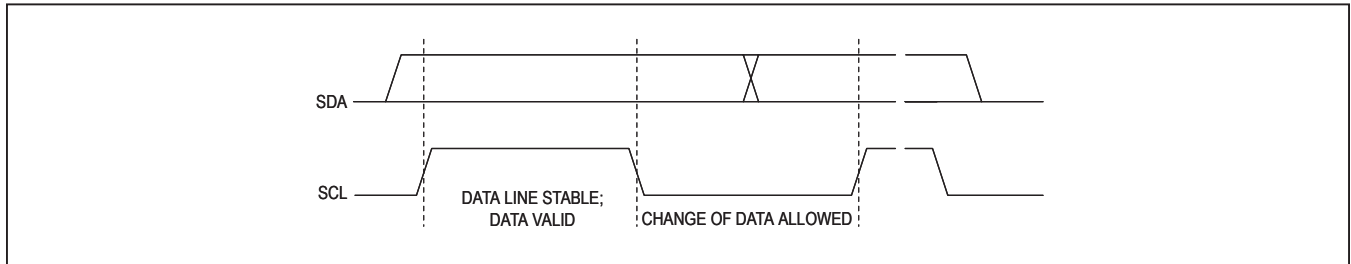 SDA
SCL
DATA LINE STABLE;
DATA VALID
CHANGE OF DATA ALLOWED